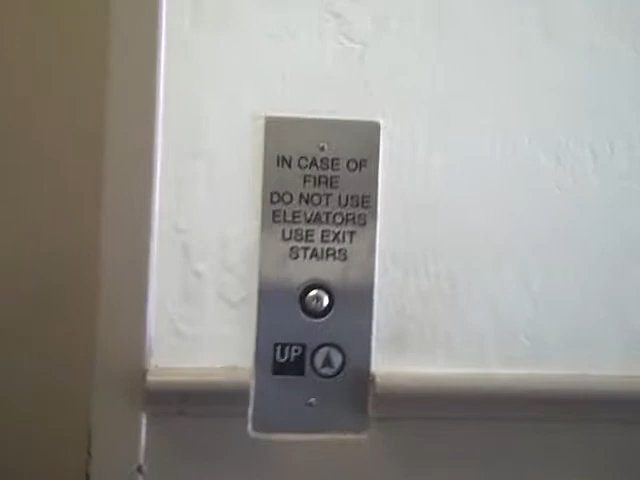 IN CASE OF
FIRE
DO NOT USE
ELEVATORS
USE EXIT
STAIRS
UP